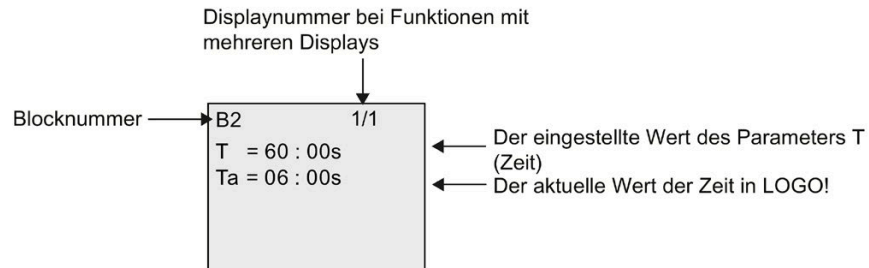 Displaynummer bei Funktionen mit
mehreren Displays
Blocknummer
B2 1/1
T = 60 : 00s
Ta = 06 : 00s
Der eingestellte Wert des Parameters T
(Zeit)
Der aktuelle Wert der Zeit in LOGO!